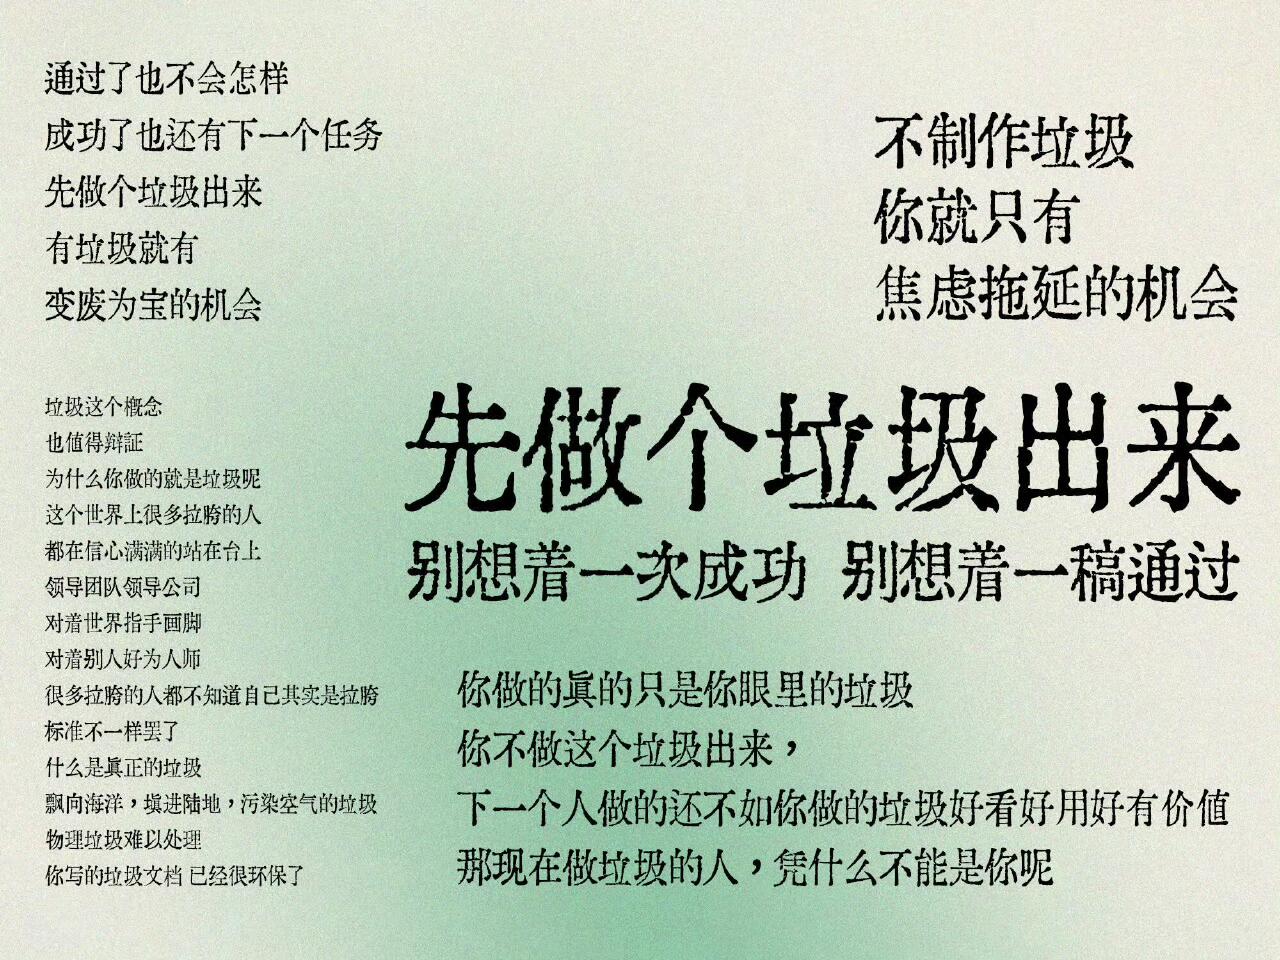 通过了也不会怎样
成功了也还有下一个任务
先做个垃圾出来
有垃圾就有
变废为宝的机会
不制作垃圾
你就只有
焦虑拖延的机会
先做个垃圾出来
别想着一次成功 别想着一稿通过
垃圾这个概念
也值得辩証
为什么你做的就是垃圾呢
这个世界上很多拉胯的人
都在信心满满的站在台上
领导团队领导公司
对着世界指手画脚
对着别人好为人师
很多拉胯的人都不知道自己其实是拉胯
标准不一样罢了
什么是眞正的垃圾
飘向海洋，塡进陆地，污染空气的垃圾
物理垃圾难以处理
你写的垃圾文档 已经很环保了
你做的眞的只是你眼里的垃圾
你不做这个垃圾出来，
下一个人做的还不如你做的垃圾好看好用好有价值
那现在做垃圾的人，凭什么不能是你呢